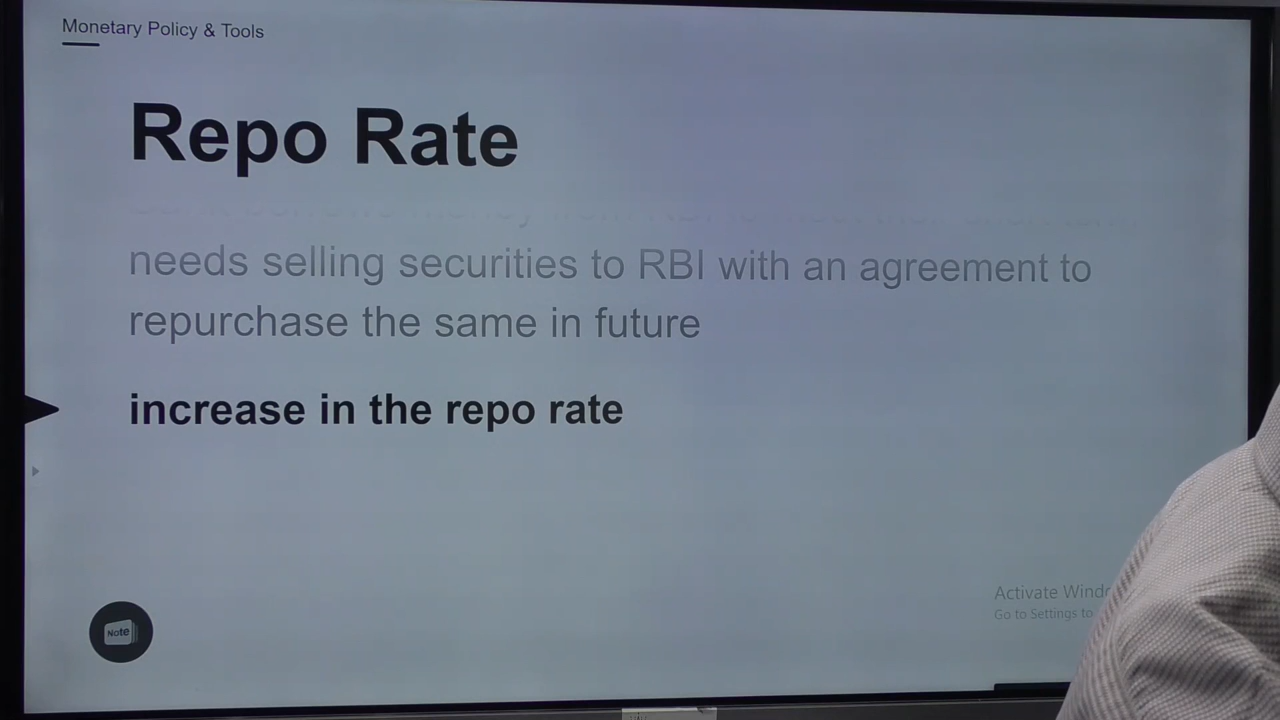 Monetary Policy & Tools
Repo Rate
needs selling securities to RBI with an agreement to
repurchase the same in future
increase in the repo rate
Note
Activate
Go to Settings to